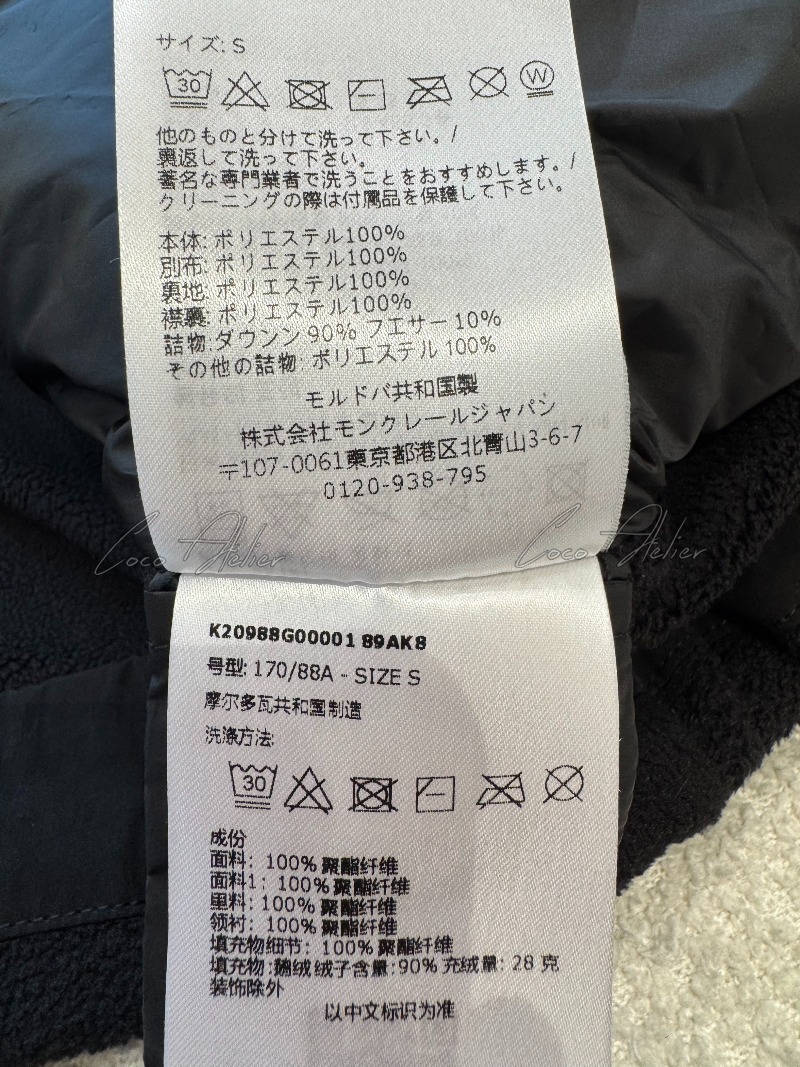 サイズ: S
30
W
他のものと分けて洗って下さい。/
裏返して洗って下さい。
著名な専門業者で洗うことをおすすめします。/
クリーニングの際は付属品を保護して下さい。
本体: ポリエステル100%
別布: ポリエステル100%
裏地: ポリエステル100%
襟裏: ポリエステル100%
詰物:ダウンン 90% フエサー 10%
その他の詰物: ポリエステル 100%
モルドバ共和国製
株式会社モンクレールジャパン
〒107-0061東京都港区北青山3-6-7
0120-938-795
Coco Atelier Coco Atelier
K20988G00001 89AK8
号型: 170/88A - SIZE S
摩尔多瓦共和国制造
洗涤方法:
30
成份
面料: 100% 聚酯纤维
面料1: 100% 聚酯纤维
里料: 100% 聚酯纤维
领衬: 100% 聚酯纤维
填充物细节: 100% 聚酯纤维
填充物:鹅绒 绒子含量:90% 充绒量: 28 克
装饰除外
以中文标识为准